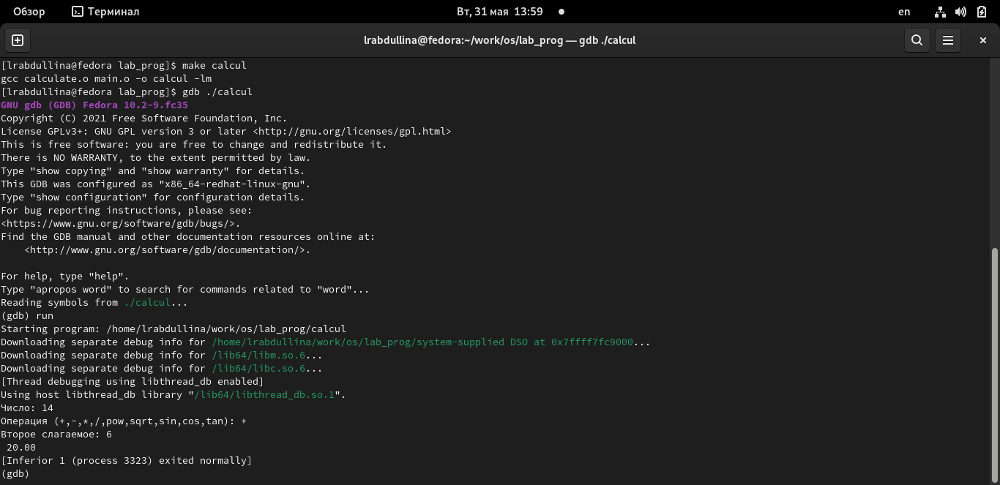 Обзор Терминал Вт, 31 мая 13:59 en
lrabdullina@fedora:~/work/os/lab_prog — gdb ./calcul
[lrabdullina@fedora lab_prog]$ make calcul
gcc calculate.o main.o -o calcul -lm
[lrabdullina@fedora lab_prog]$ gdb ./calcul
GNU gdb (GDB) Fedora 10.2-9.fc35
Copyright (C) 2021 Free Software Foundation, Inc.
License GPLv3+: GNU GPL version 3 or later <http://gnu.org/licenses/gpl.html>
This is free software: you are free to change and redistribute it.
There is NO WARRANTY, to the extent permitted by law.
Type "show copying" and "show warranty" for details.
This GDB was configured as "x86_64-redhat-linux-gnu".
Type "show configuration" for configuration details.
For bug reporting instructions, please see:
<https://www.gnu.org/software/gdb/bugs/>.
Find the GDB manual and other documentation resources online at:
    <http://www.gnu.org/software/gdb/documentation/>.

For help, type "help".
Type "apropos word" to search for commands related to "word"...
Reading symbols from ./calcul...
(gdb) run
Starting program: /home/lrabdullina/work/os/lab_prog/calcul
Downloading separate debug info for /home/lrabdullina/work/os/lab_prog/system-supplied DSO at 0x7ffff7fc9000...
Downloading separate debug info for /lib64/libm.so.6...
Downloading separate debug info for /lib64/libc.so.6...
[Thread debugging using libthread_db enabled]
Using host libthread_db library "/lib64/libthread_db.so.1".
Число: 14
Операция (+,-,*,/,pow,sqrt,sin,cos,tan): +
Второе слагаемое: 6
 20.00
[Inferior 1 (process 3323) exited normally]
(gdb)